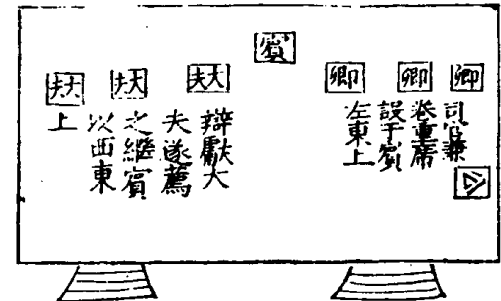 賓
卿
卿
卿
司宮兼
卷重席
設于賓
左東上
大夫
大夫
大夫
辯獻大
夫遂薦
之繼賓
以西東
上